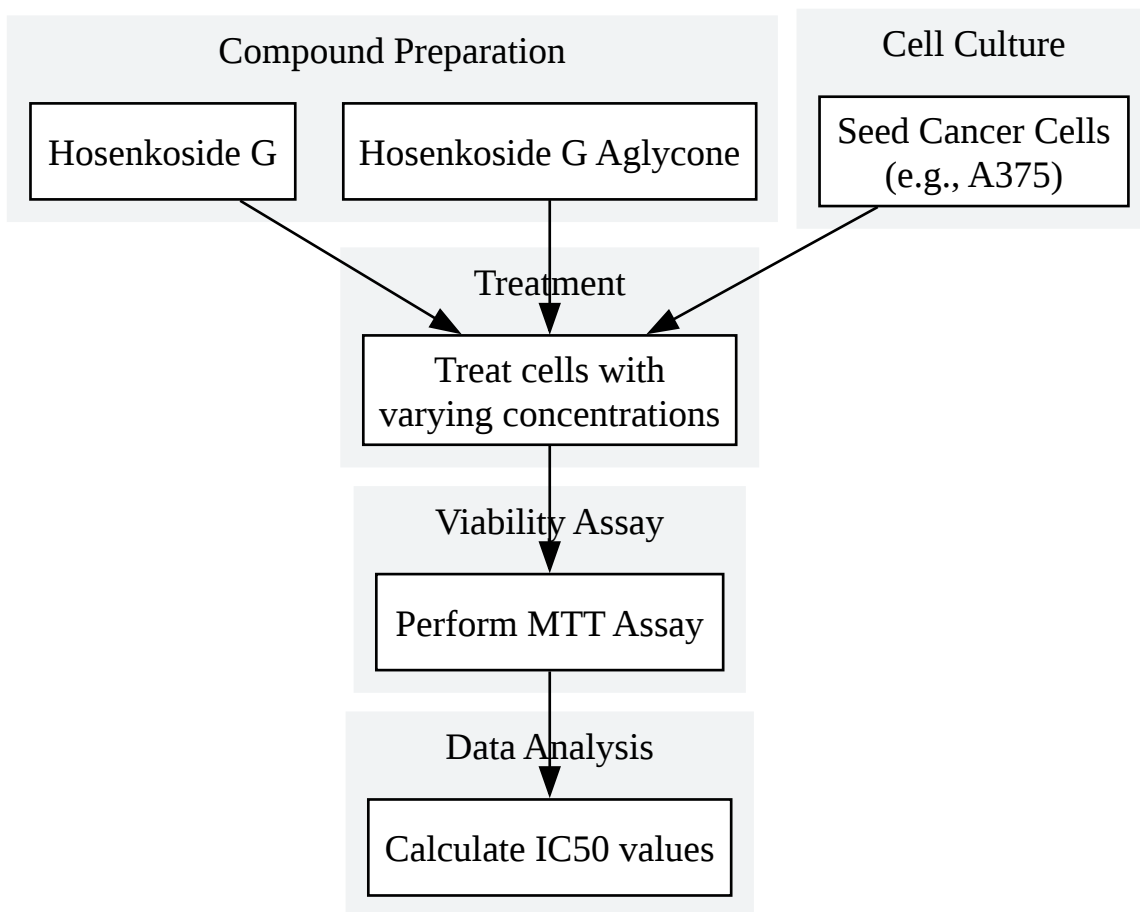 Compound Preparation
Cell Culture
Hosenkoside G
Hosenkoside G Aglycone
Seed Cancer Cells
(e.g., A375)
Treatment
Treat cells with
varying concentrations
Viability Assay
Perform MTT Assay
Data Analysis
Calculate IC50 values